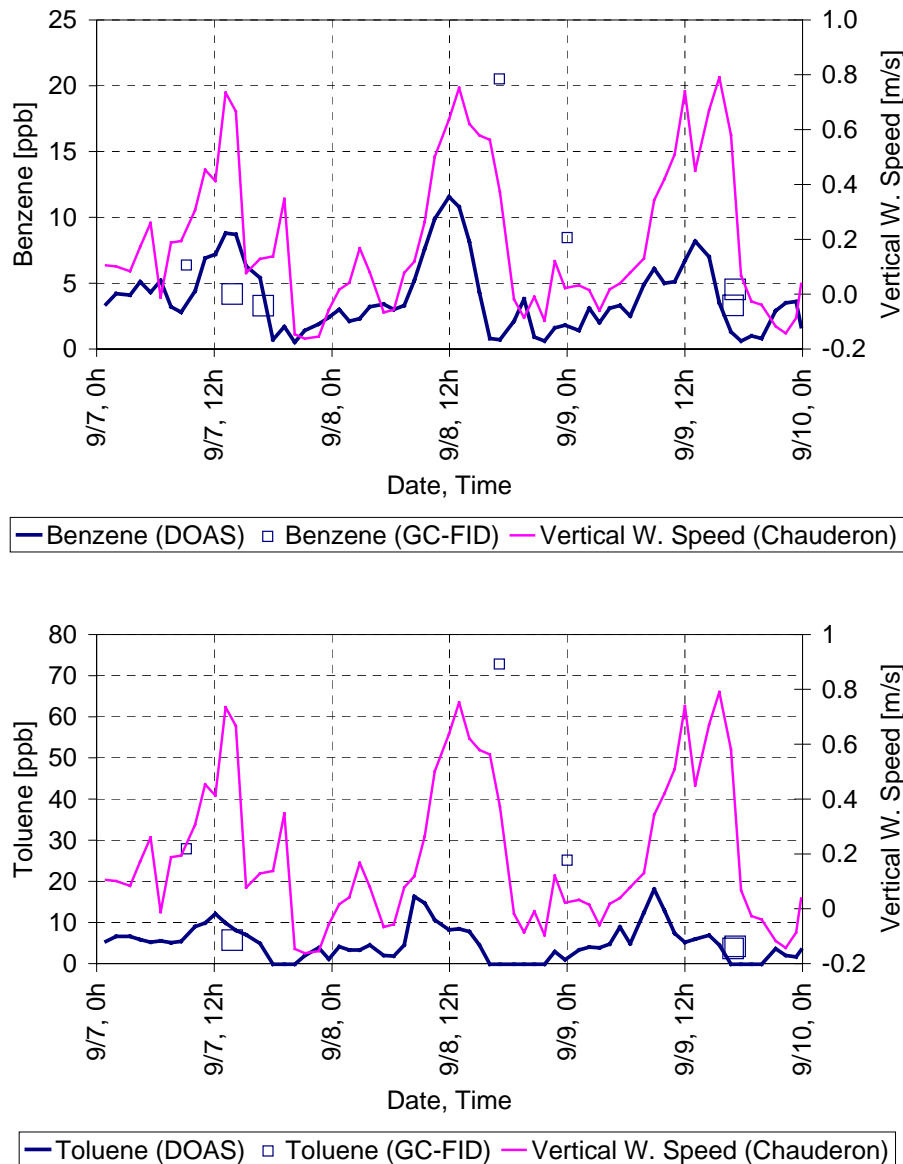 25
20
15
10
5
0
Benzene [ppb]
1.0
0.8
0.6
0.4
0.2
0.0
-0.2
Vertical W. Speed [m/s]
9/7, 0h
9/7, 12h
9/8, 0h
9/8, 12h
9/9, 0h
9/9, 12h
9/10, 0h
Date, Time
Benzene (DOAS) Benzene (GC-FID) Vertical W. Speed (Chauderon)
80
70
60
50
40
30
20
10
0
Toluene [ppb]
1
0.8
0.6
0.4
0.2
0
-0.2
Vertical W. Speed [m/s]
9/7, 0h
9/7, 12h
9/8, 0h
9/8, 12h
9/9, 0h
9/9, 12h
9/10, 0h
Date, Time
Toluene (DOAS) Toluene (GC-FID) Vertical W. Speed (Chauderon)